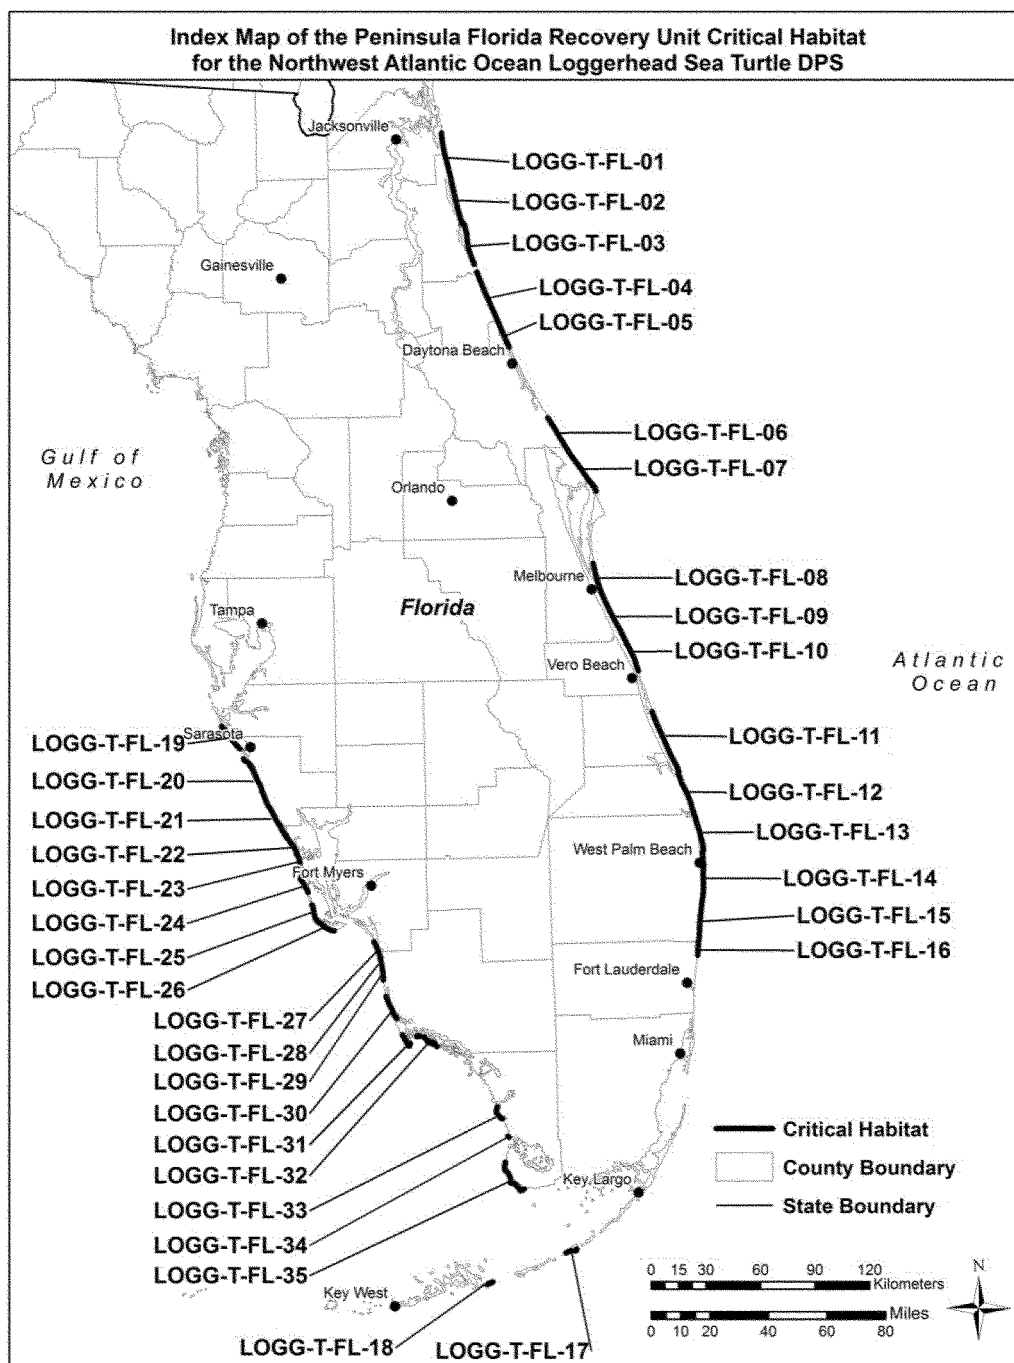 Index Map of the Peninsula Florida Recovery Unit Critical Habitat
for the Northwest Atlantic Ocean Loggerhead Sea Turtle DPS
Jacksonville
LOGG-T-FL-01
LOGG-T-FL-02
LOGG-T-FL-03
Gainesville
LOGG-T-FL-04
LOGG-T-FL-05
Daytona Beach
LOGG-T-FL-06
Gulf of
Mexico
LOGG-T-FL-07
Orlando
Melbourne
LOGG-T-FL-08
Tampa
Florida
LOGG-T-FL-09
LOGG-T-FL-10
Vero Beach
Atlantic
Ocean
Sarasota
LOGG-T-FL-19
LOGG-T-FL-11
LOGG-T-FL-20
LOGG-T-FL-12
LOGG-T-FL-21
LOGG-T-FL-13
LOGG-T-FL-22
West Palm Beach
Fort Myers
LOGG-T-FL-14
LOGG-T-FL-23
LOGG-T-FL-24
LOGG-T-FL-15
LOGG-T-FL-25
LOGG-T-FL-16
LOGG-T-FL-26
Fort Lauderdale
LOGG-T-FL-27
LOGG-T-FL-28
Miami
LOGG-T-FL-29
LOGG-T-FL-30
LOGG-T-FL-31
LOGG-T-FL-32
LOGG-T-FL-33
LOGG-T-FL-34
LOGG-T-FL-35
Critical Habitat
County Boundary
State Boundary
Key Largo
Key West
LOGG-T-FL-18
LOGG-T-FL-17
0 15 30 60 90 120
Kilometers
Miles
0 10 20 40 60 80
N